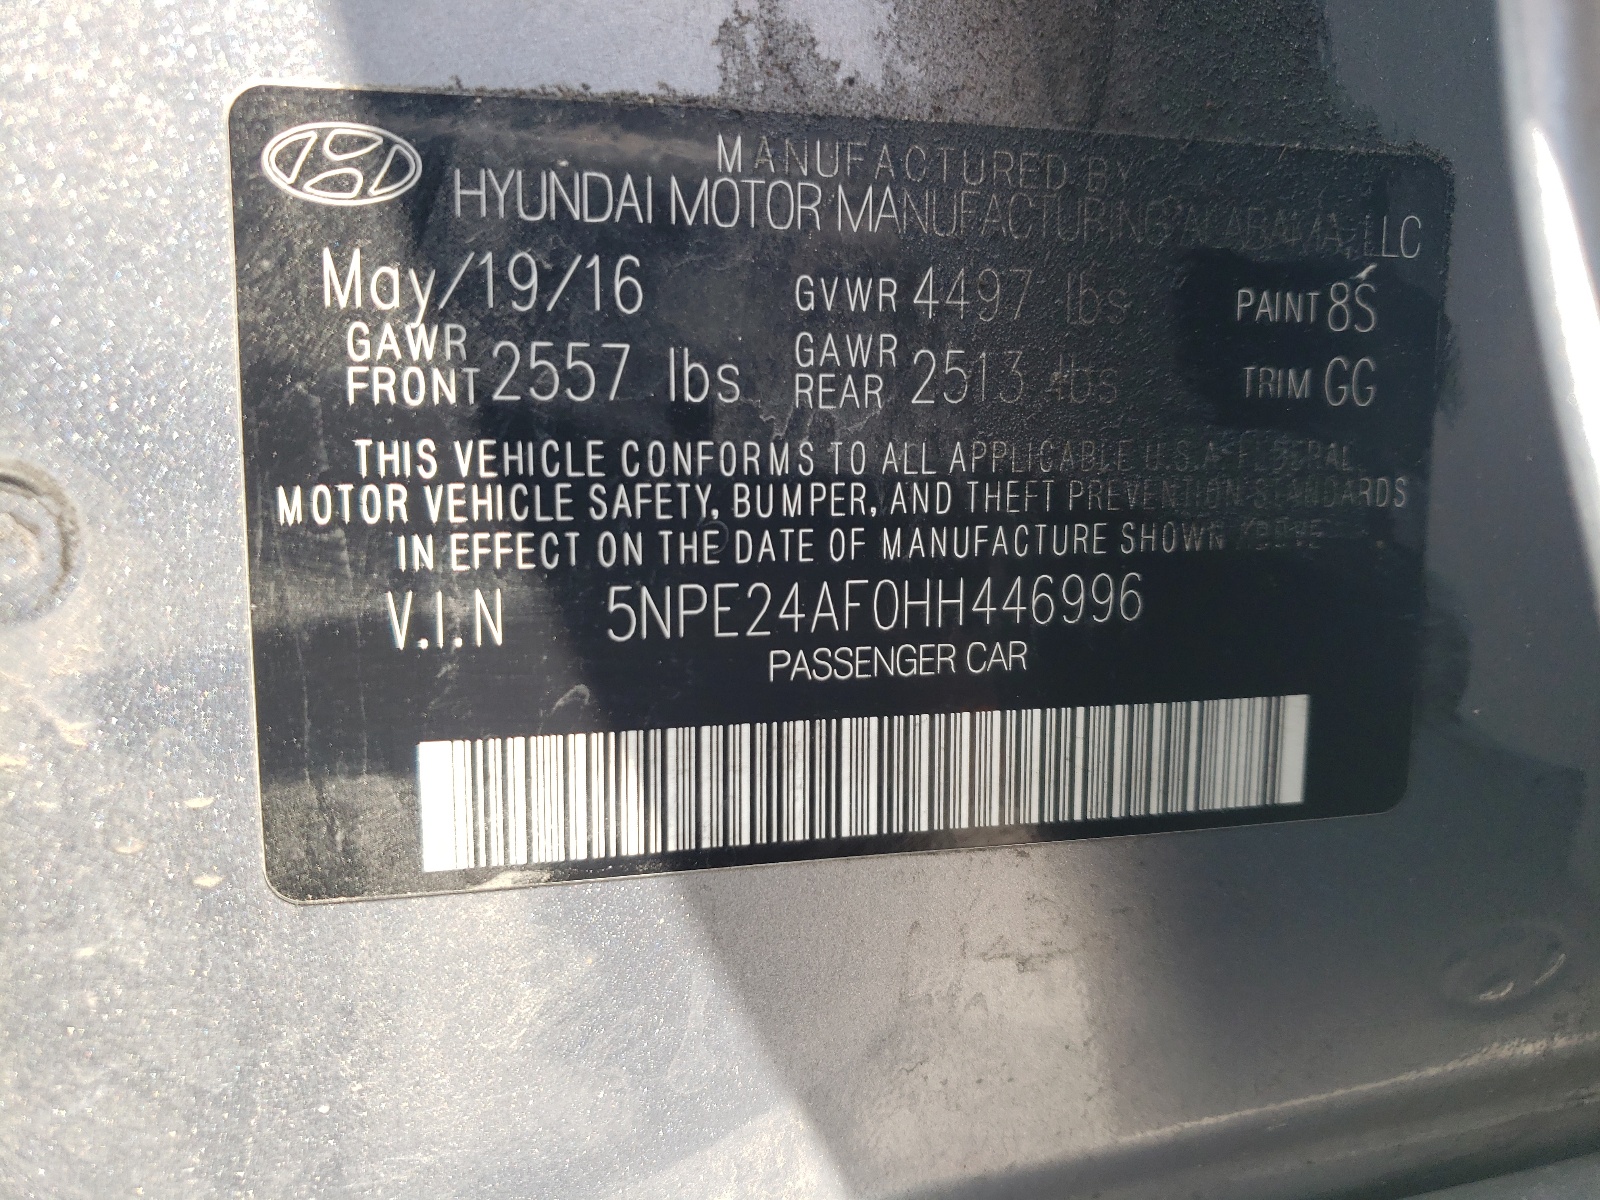 MANUFACTURED BY
HYUNDAI MOTOR MANUFACTURING ALABAMA, LLC
May/19/16 GVWR 4497 lbs PAINT 8S
GAWR FRONT 2557 lbs GAWR REAR 2513 lbs TRIM GG
THIS VEHICLE CONFORMS TO ALL APPLICABLE U.S.A. FEDERAL
MOTOR VEHICLE SAFETY, BUMPER, AND THEFT PREVENTION STANDARDS
IN EFFECT ON THE DATE OF MANUFACTURE SHOWN ABOVE
V.I.N 5NPE24AF0HH446996
PASSENGER CAR